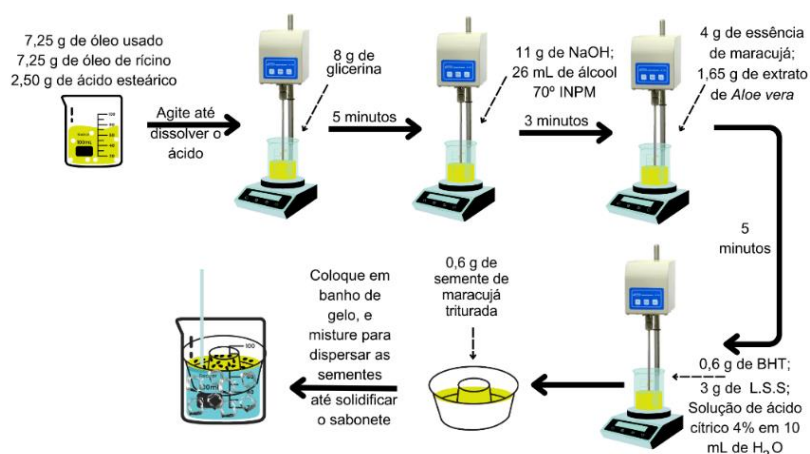 7,25 g de óleo usado
7,25 g de óleo de rícino
2,50 g de ácido esteárico
Agite até
dissolver o
ácido
8 g de
glicerina
5 minutos
11 g de NaOH;
26 mL de álcool
70º INPM
3 minutos
4 g de essência
de maracujá;
1,65 g de extrato
de Aloe vera
5
minutos
0,6 g de BHT;
3 g de L.S.S;
Solução de ácido
cítrico 4% em 10
mL de H2O
0,6 g de
semente de
maracujá
triturada
Coloque em
banho de
gelo, e
misture para
dispersar as
sementes
até solidificar
o sabonete
100